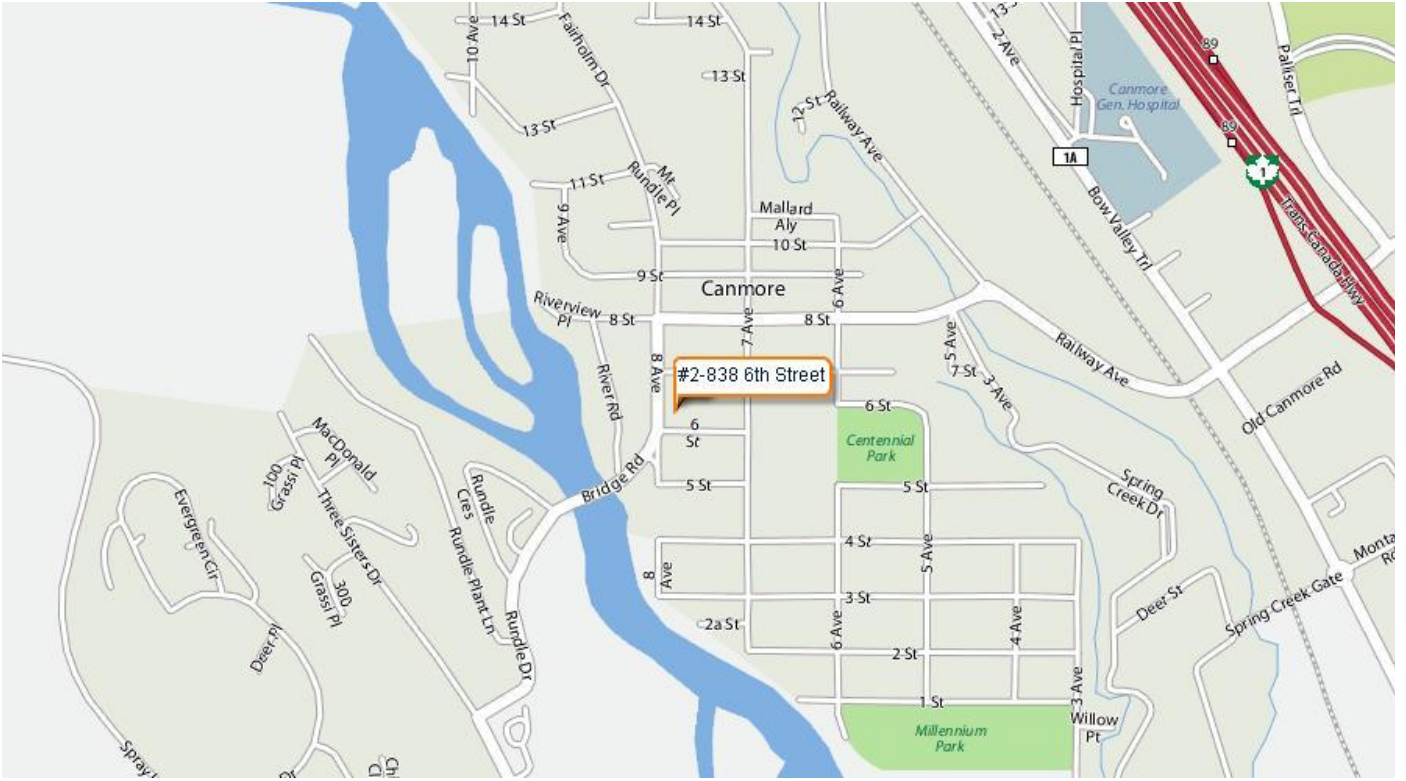 14 St
14 St
13
2 Ave
10 Ave
Fairholm Dr
Hospital Pl
89
Palliser Trl
13 St
Canmore
Gen. Hospital
12 St
Railway Ave
13 St
89
1A
1
11 St
Mt
Rundle Pl
Bow Valley Trl
Trans Canada Hwy
9 Ave
Mallard
Aly
10 St
9 St
6 Ave
Canmore
Riverview
Pl
8 St
7 Ave
8 St
5 Ave
Railway Ave
8 Ave
River Rd
#2-838 6th Street
7 St
3 Ave
Old Canmore Rd
6 St
6
St
MacDonald
Pl
Centennial
Park
100
Grassi Pl
Bridge Rd
5 St
5 St
Spring
Creek Dr
Rundle
Cres
Evergreen Cir
Three Sisters Dr
Rundle Plant Ln
4 St
5 Ave
8
Ave
300
Grassi Pl
3 St
Deer St
Spring Creek Gate
Rundle Dr
2a St
6 Ave
4 Ave
Deer Pl
2 St
1 St
3 Ave
Willow
Pt
Millennium
Park